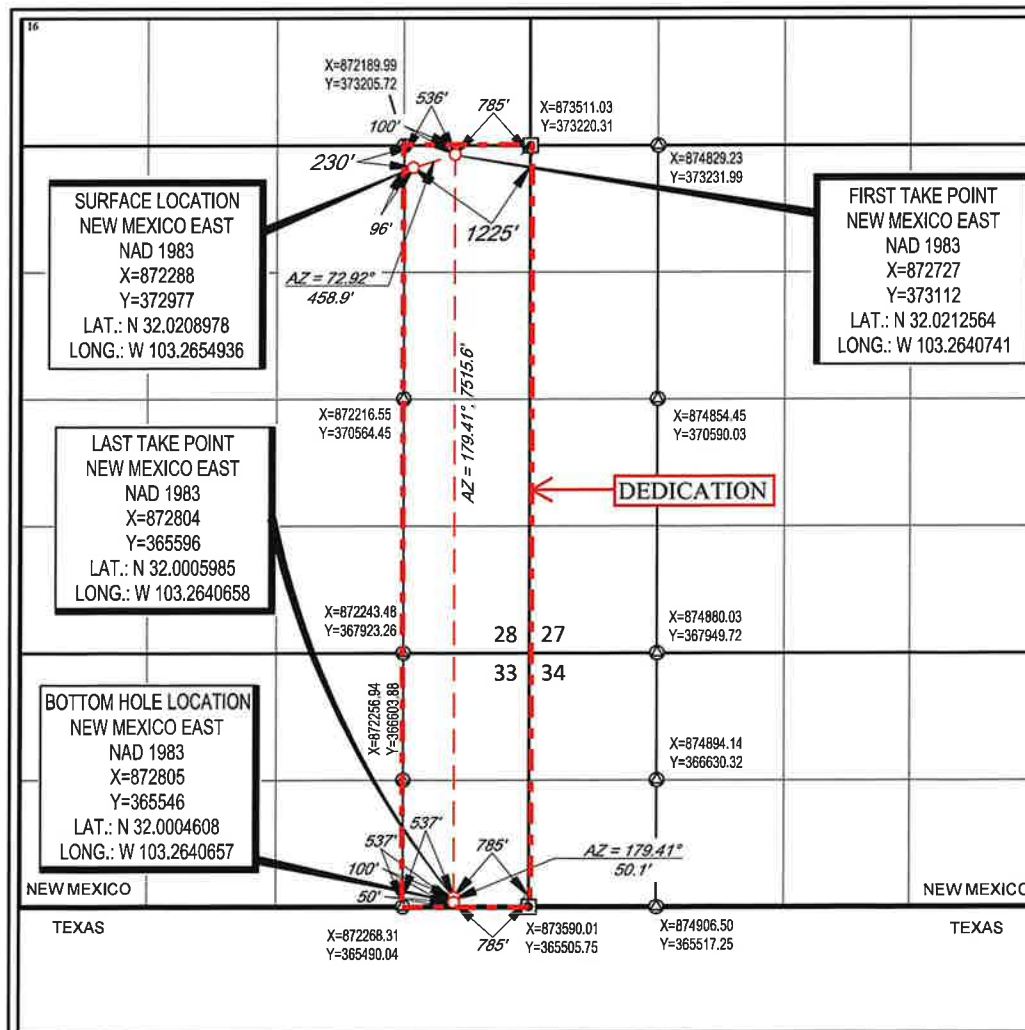 16
X=872189.99
Y=373205.72
536'
785'
100'
X=873511.03
Y=373220.31
230'
X=874829.23
Y=373231.99
SURFACE LOCATION
NEW MEXICO EAST
NAD 1983
X=872288
Y=372977
LAT.: N 32.0208978
LONG.: W 103.2654936
FIRST TAKE POINT
NEW MEXICO EAST
NAD 1983
X=872727
Y=373112
LAT.: N 32.0212564
LONG.: W 103.2640741
96'
1225'
AZ = 72.92°
458.9'
AZ = 179.41°, 7515.6'
X=872216.55
Y=370564.45
X=874854.45
Y=370590.03
LAST TAKE POINT
NEW MEXICO EAST
NAD 1983
X=872804
Y=365596
LAT.: N 32.0005985
LONG.: W 103.2640658
DEDICATION
X=872243.48
Y=367923.26
28
27
X=874880.03
Y=367949.72
33
34
X=872256.94
Y=366603.88
BOTTOM HOLE LOCATION
NEW MEXICO EAST
NAD 1983
X=872805
Y=365546
LAT.: N 32.0004608
LONG.: W 103.2640657
X=874894.14
Y=366630.32
537'
537'
785'
AZ = 179.41°
50.1'
100'
50'
NEW MEXICO
NEW MEXICO
TEXAS
TEXAS
X=872268.31
Y=365490.04
785'
X=873590.01
Y=365505.75
X=874906.50
Y=365517.25